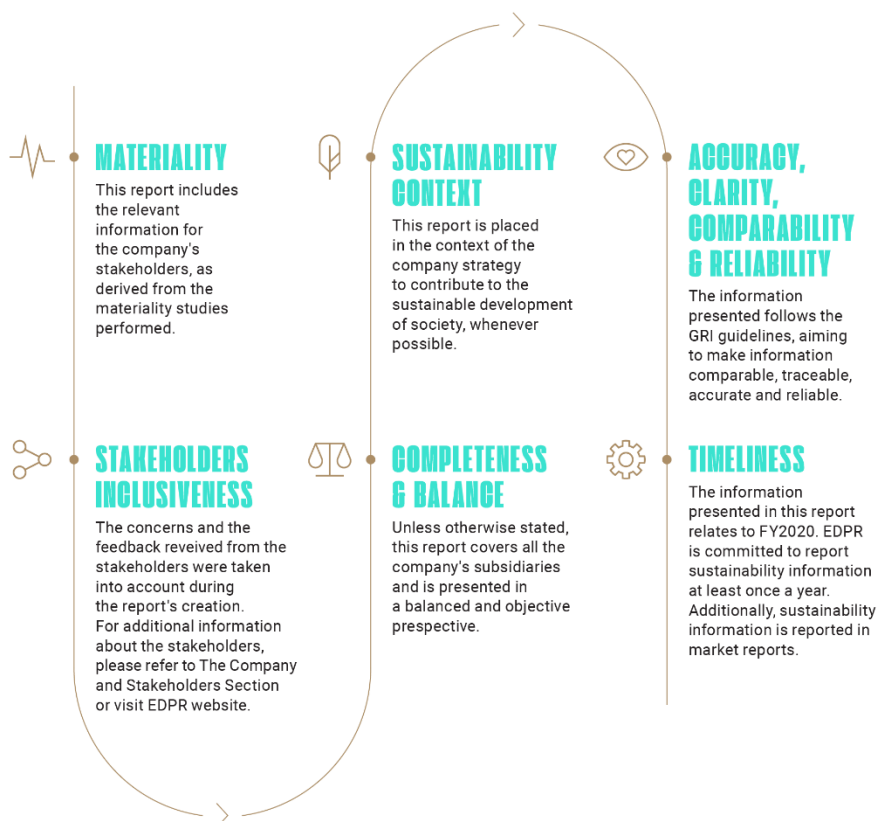 MATERIALITY
This report includes
the relevant
information for
the company's
stakeholders, as
derived from the
materiality studies
performed.
STAKEHOLDERS
INCLUSIVENESS
The concerns and the
feedback reveived from the
stakeholders were taken
into account during
the report's creation.
For additional information
about the stakeholders,
please refer to The Company
and Stakeholders Section
or visit EDPR website.
SUSTAINABILITY
CONTEXT
This report is placed
in the context of the
company strategy
to contribute to the
sustainable development
of society, whenever
possible.
COMPLETENESS
& BALANCE
Unless otherwise stated,
this report covers all the
company's subsidiaries
and is presented in
a balanced and objective
prespective.
ACCURACY,
CLARITY,
COMPARABILITY
& RELIABILITY
The information
presented follows the
GRI guidelines, aiming
to make information
comparable, traceable,
accurate and reliable.
TIMELINESS
The information
presented in this report
relates to FY2020. EDPR
is committed to report
sustainability information
at least once a year.
Additionally, sustainability
information is reported in
market reports.